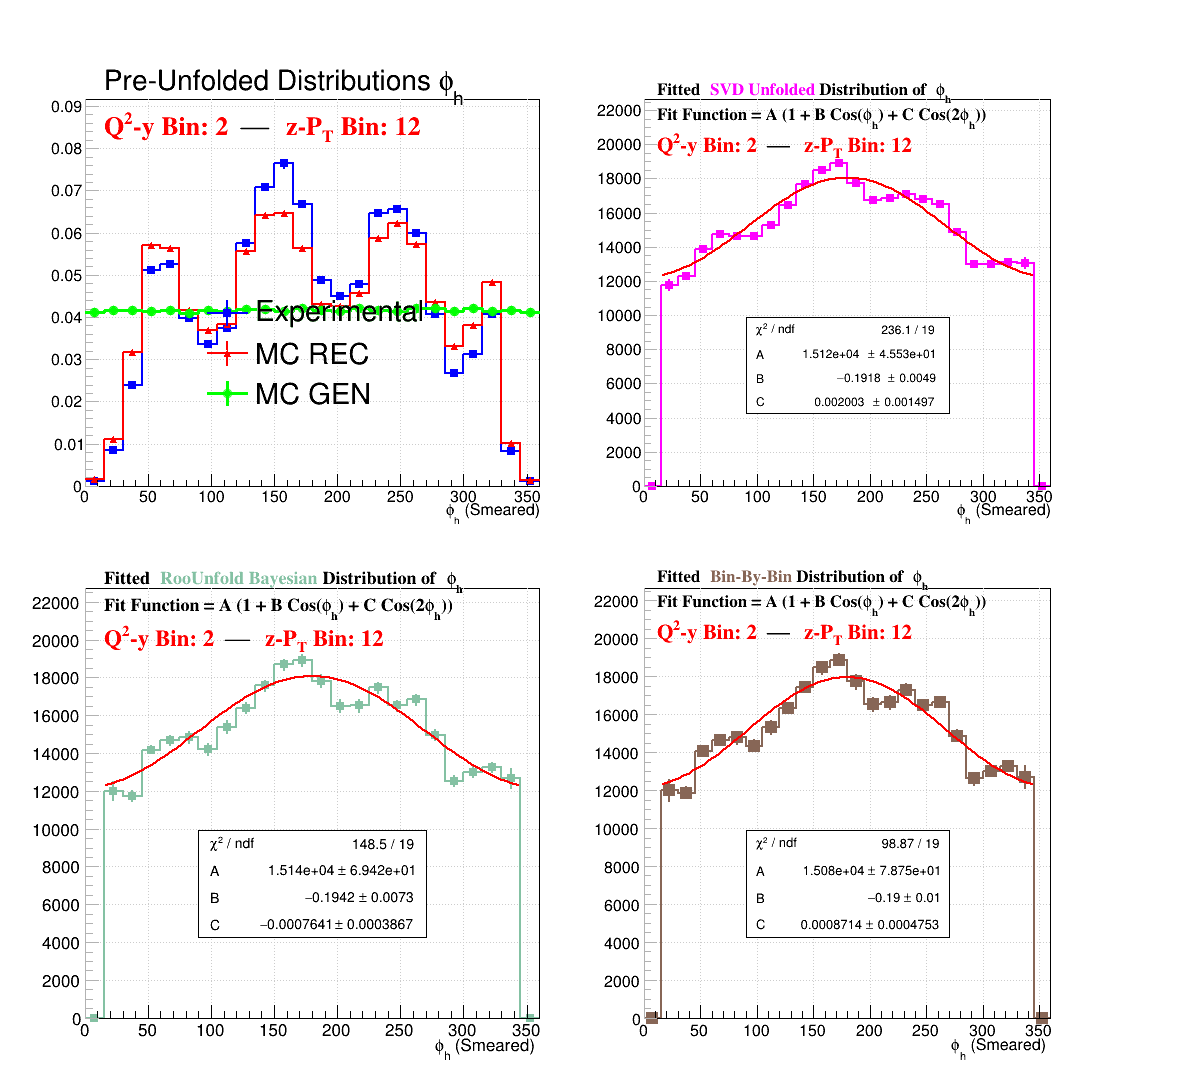 Pre-Unfolded Distributions ϕh
Q²-y Bin: 2 — z-PT Bin: 12
0.09
0.08
0.07
0.06
0.05
0.04
0.03
0.02
0.01
0
Experimental
MC REC
MC GEN
0 50 100 150 200 250 300 350
ϕh (Smeared)
Fitted SVD Unfolded Distribution of ϕh
Fit Function = A (1 + B Cos(ϕh) + C Cos(2ϕh))
Q²-y Bin: 2 — z-PT Bin: 12
22000
20000
18000
16000
14000
12000
10000
8000
6000
4000
2000
0
χ² / ndf 236.1 / 19
A 1.512e+04 ± 4.553e+01
B −0.1918 ± 0.0049
C 0.002003 ± 0.001497
0 50 100 150 200 250 300 350
ϕh (Smeared)
Fitted RooUnfold Bayesian Distribution of ϕh
Fit Function = A (1 + B Cos(ϕh) + C Cos(2ϕh))
Q²-y Bin: 2 — z-PT Bin: 12
22000
20000
18000
16000
14000
12000
10000
8000
6000
4000
2000
0
χ² / ndf 148.5 / 19
A 1.514e+04 ± 6.942e+01
B −0.1942 ± 0.0073
C −0.0007641 ± 0.0003867
0 50 100 150 200 250 300 350
ϕh (Smeared)
Fitted Bin-By-Bin Distribution of ϕh
Fit Function = A (1 + B Cos(ϕh) + C Cos(2ϕh))
Q²-y Bin: 2 — z-PT Bin: 12
22000
20000
18000
16000
14000
12000
10000
8000
6000
4000
2000
0
χ² / ndf 98.87 / 19
A 1.508e+04 ± 7.875e+01
B −0.19 ± 0.01
C 0.0008714 ± 0.0004753
0 50 100 150 200 250 300 350
ϕh (Smeared)